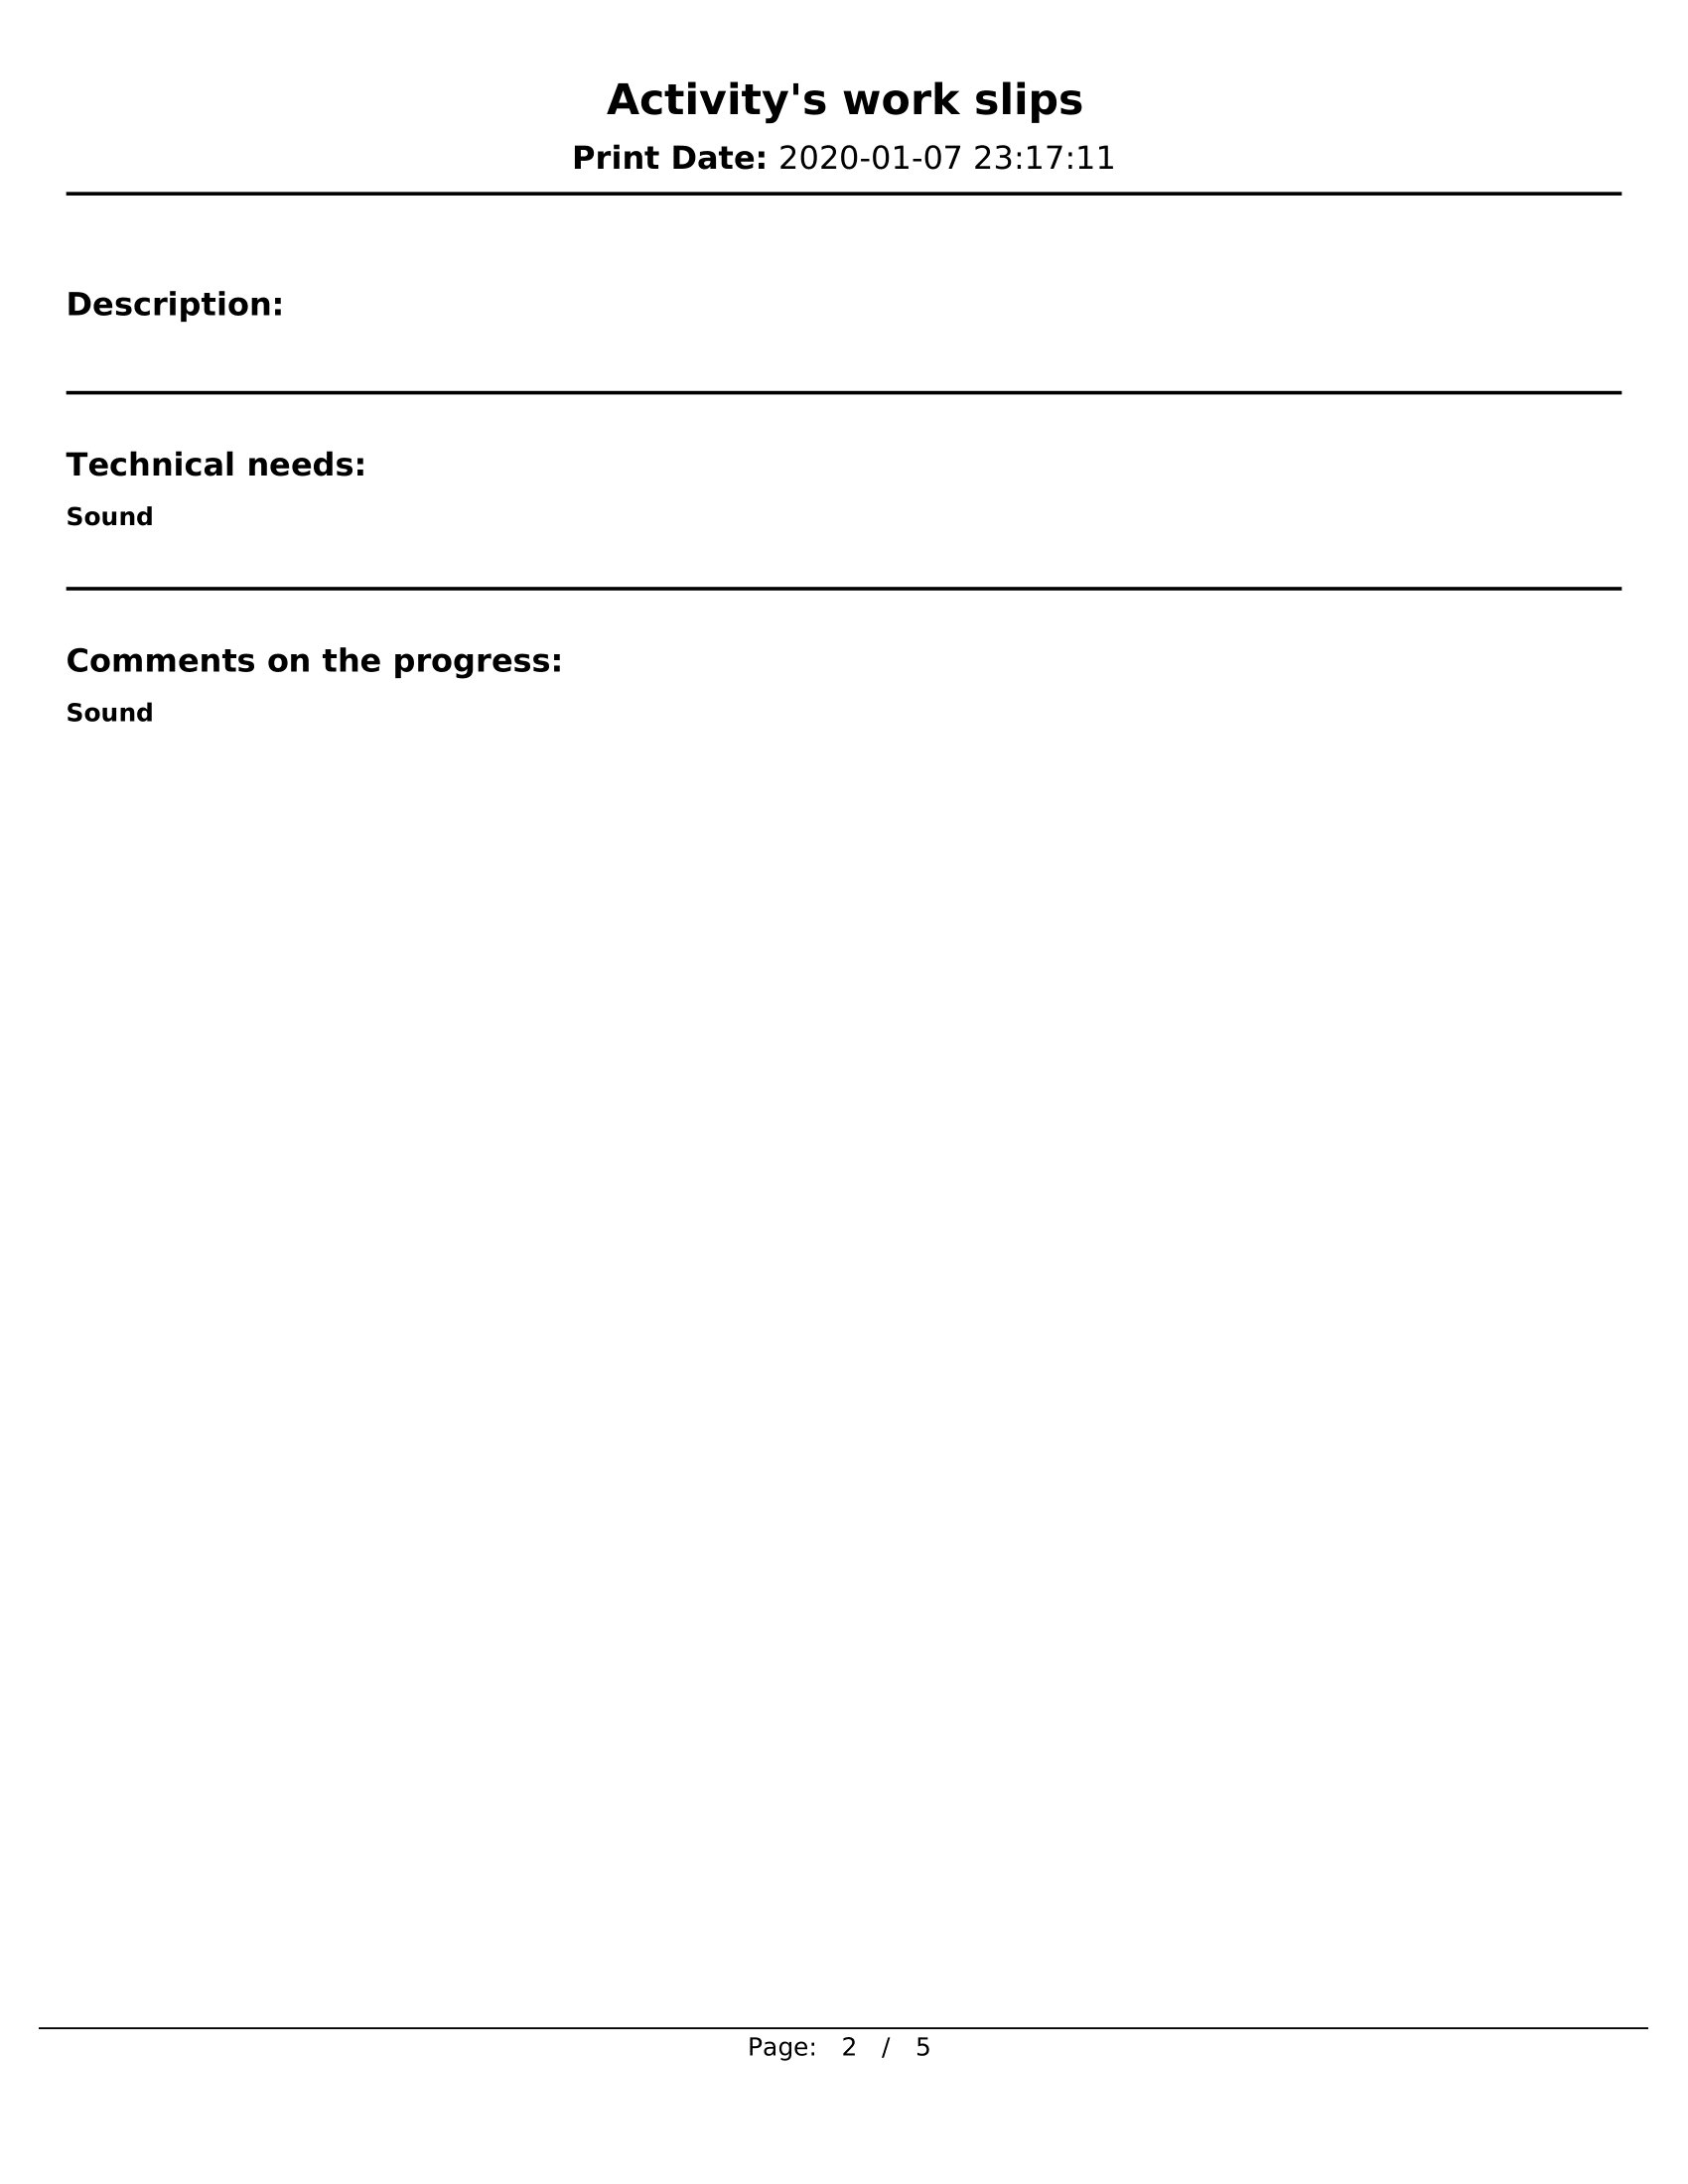 Activity's work slips
Print Date: 2020-01-07 23:17:11
Description:
Technical needs:
Sound
Comments on the progress:
Sound
Page: 2 / 5